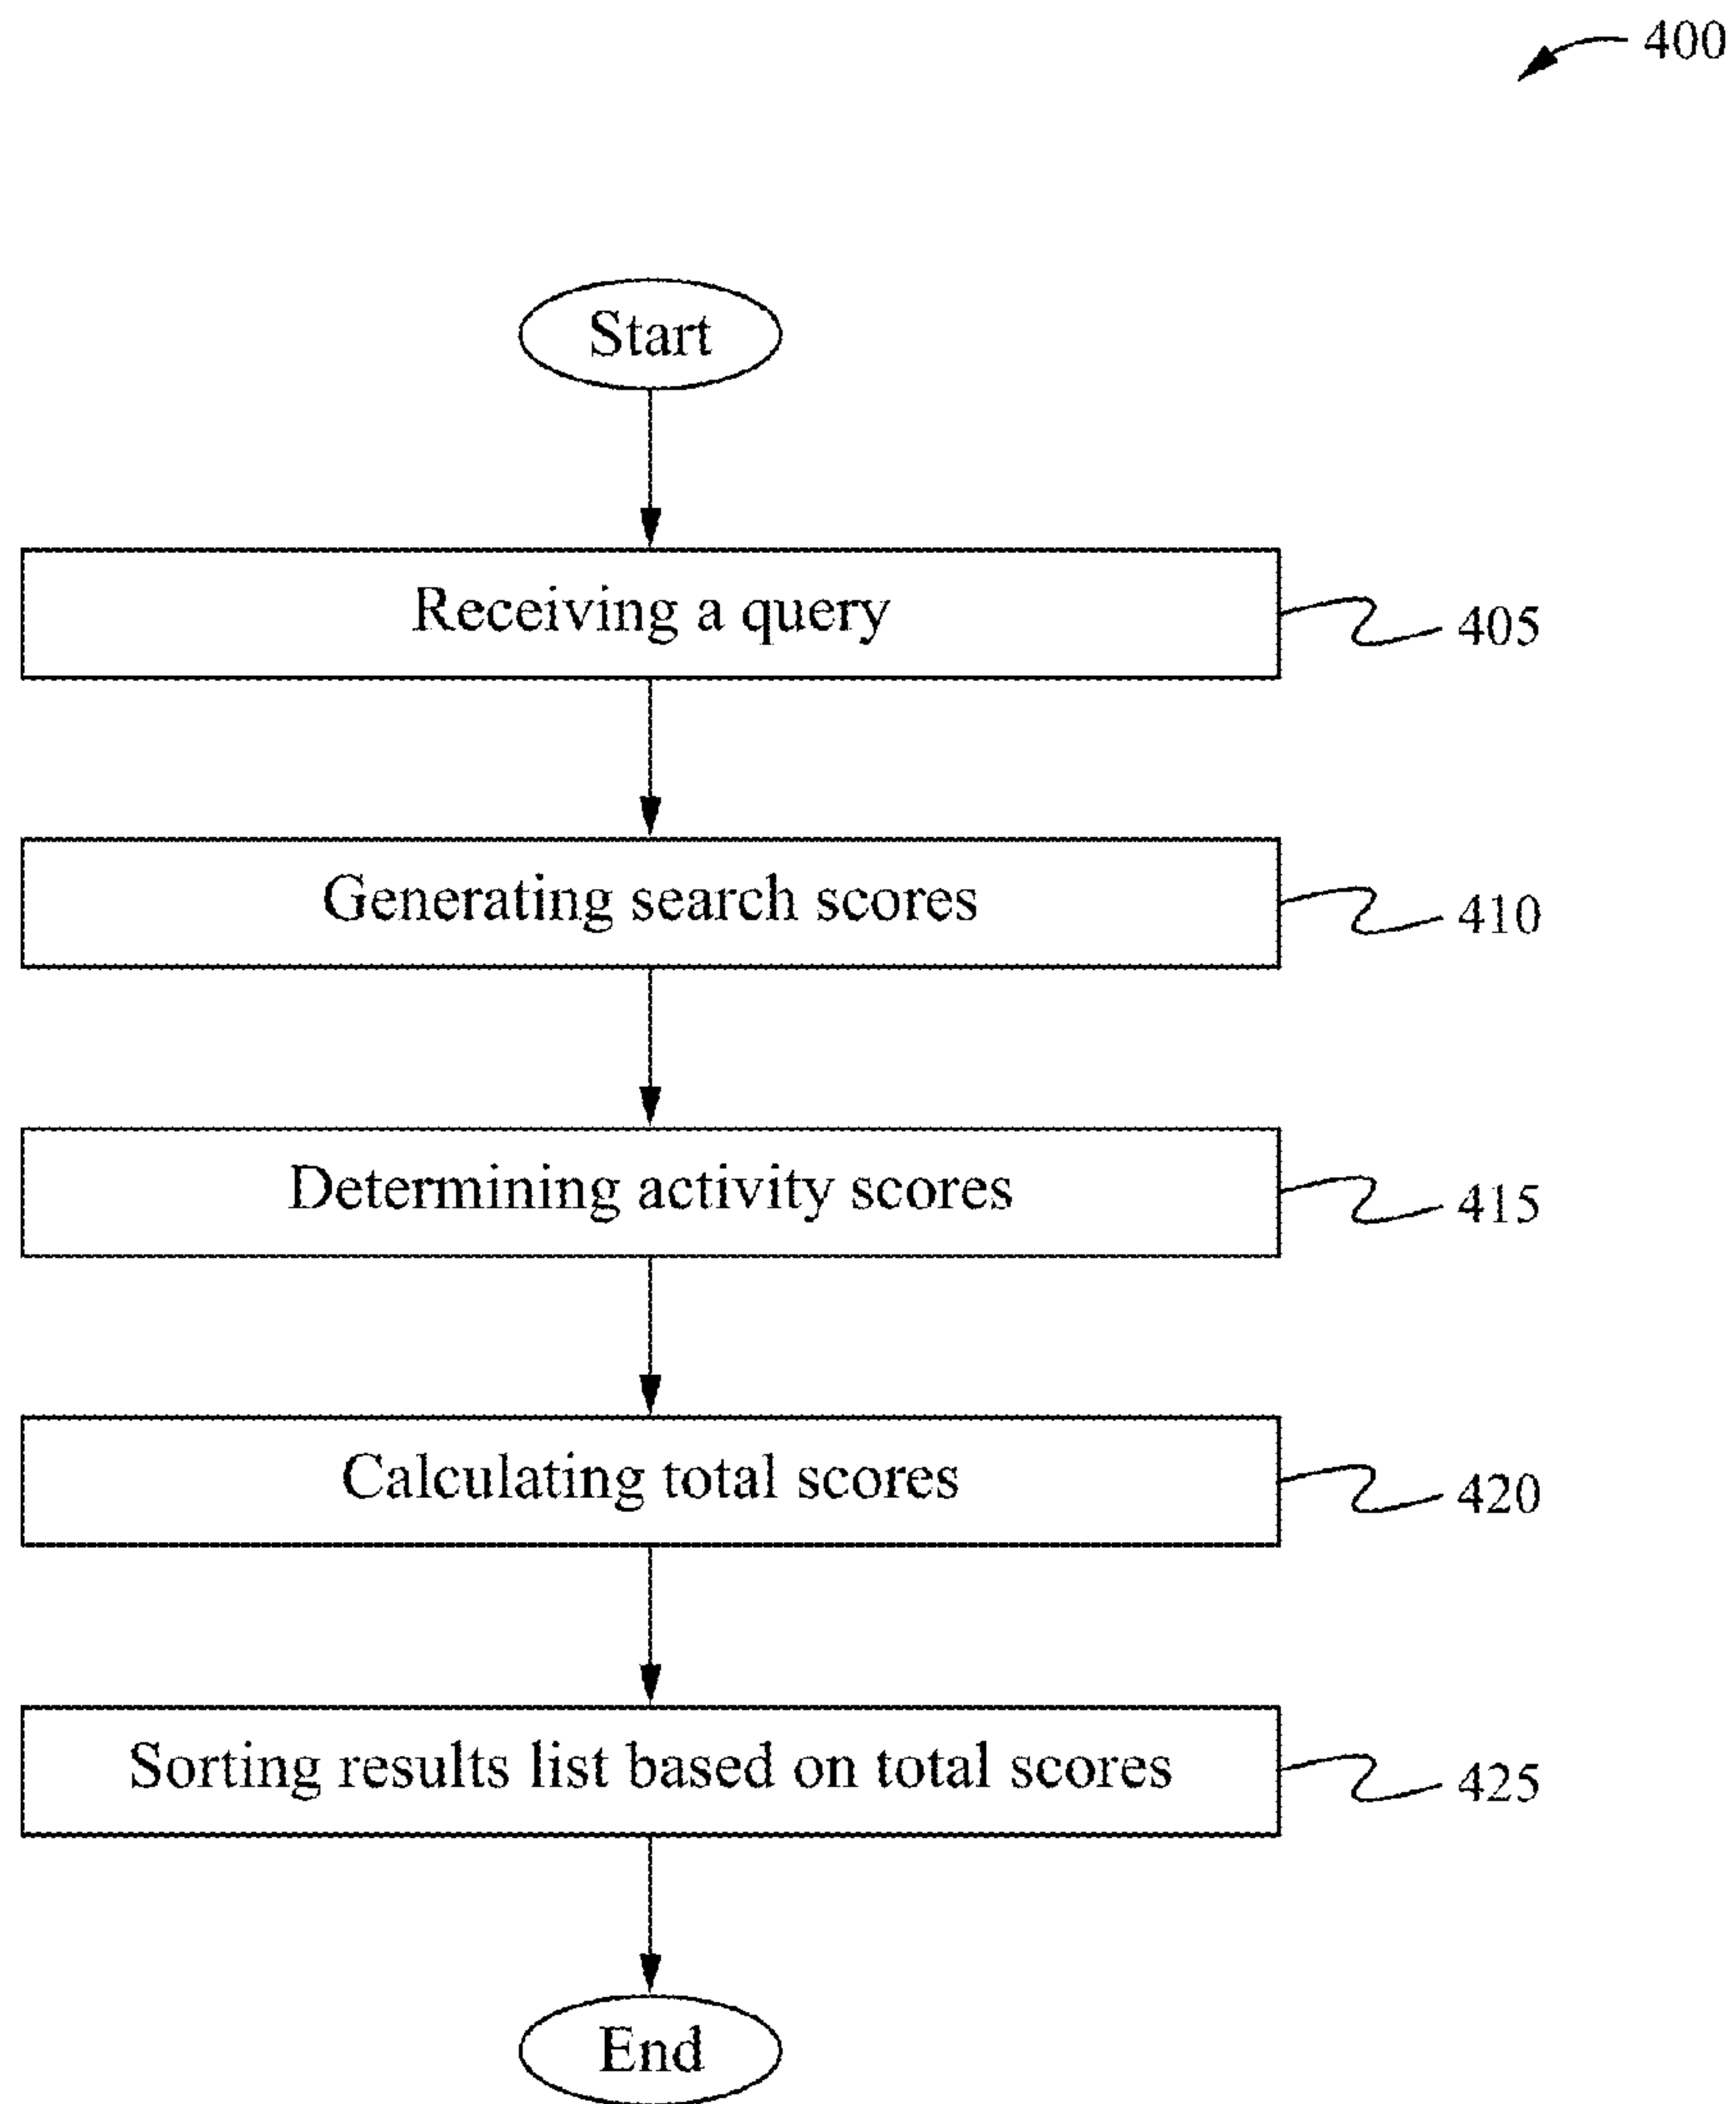 400
Start
Receiving a query
405
Generating search scores
410
Determining activity scores
415
Calculating total scores
420
Sorting results list based on total scores
425
End